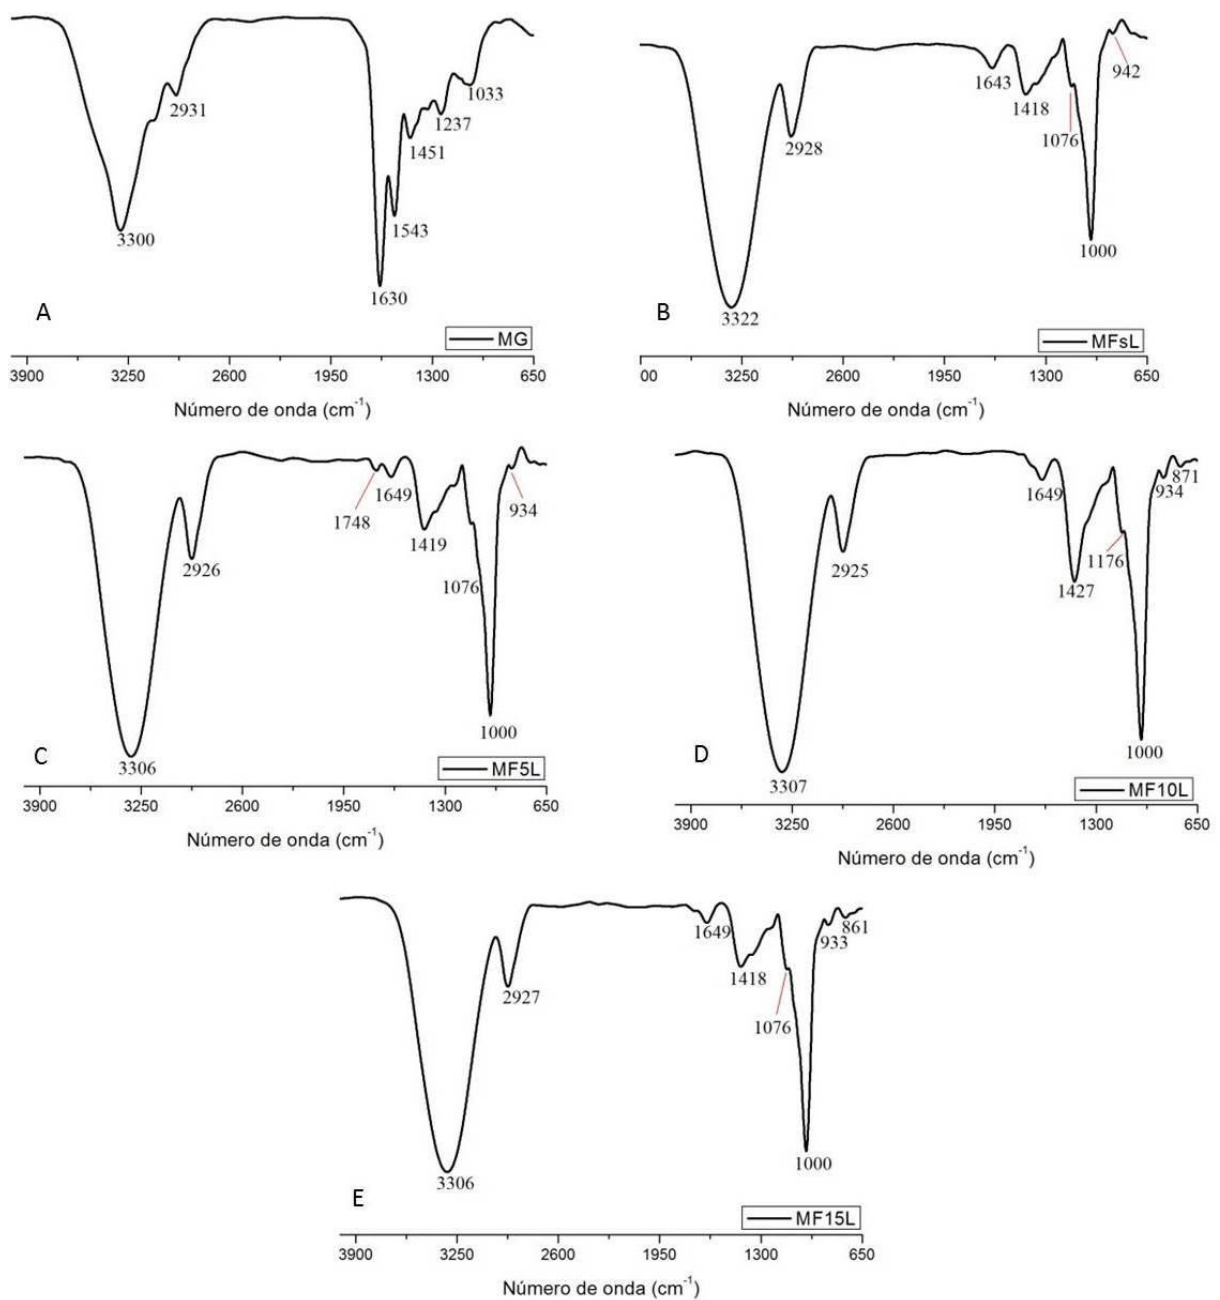 2931
1033
1237
1451
3300
1543
1630
A
MG
3900 3250 2600 1950 1300 650
Número de onda (cm-1)
942
1643
1418
1076
2928
1000
3322
B
MFsL
00 3250 2600 1950 1300 650
Número de onda (cm-1)
1649
934
1748
1419
2926
1076
1000
C
3306
MF5L
3900 3250 2600 1950 1300 650
Número de onda (cm-1)
871
934
1649
1176
2925
1427
1000
D
3307
MF10L
3900 3250 2600 1950 1300 650
Número de onda (cm-1)
861
1649
933
1418
2927
1076
1000
3306
E
MF15L
3900 3250 2600 1950 1300 650
Número de onda (cm-1)